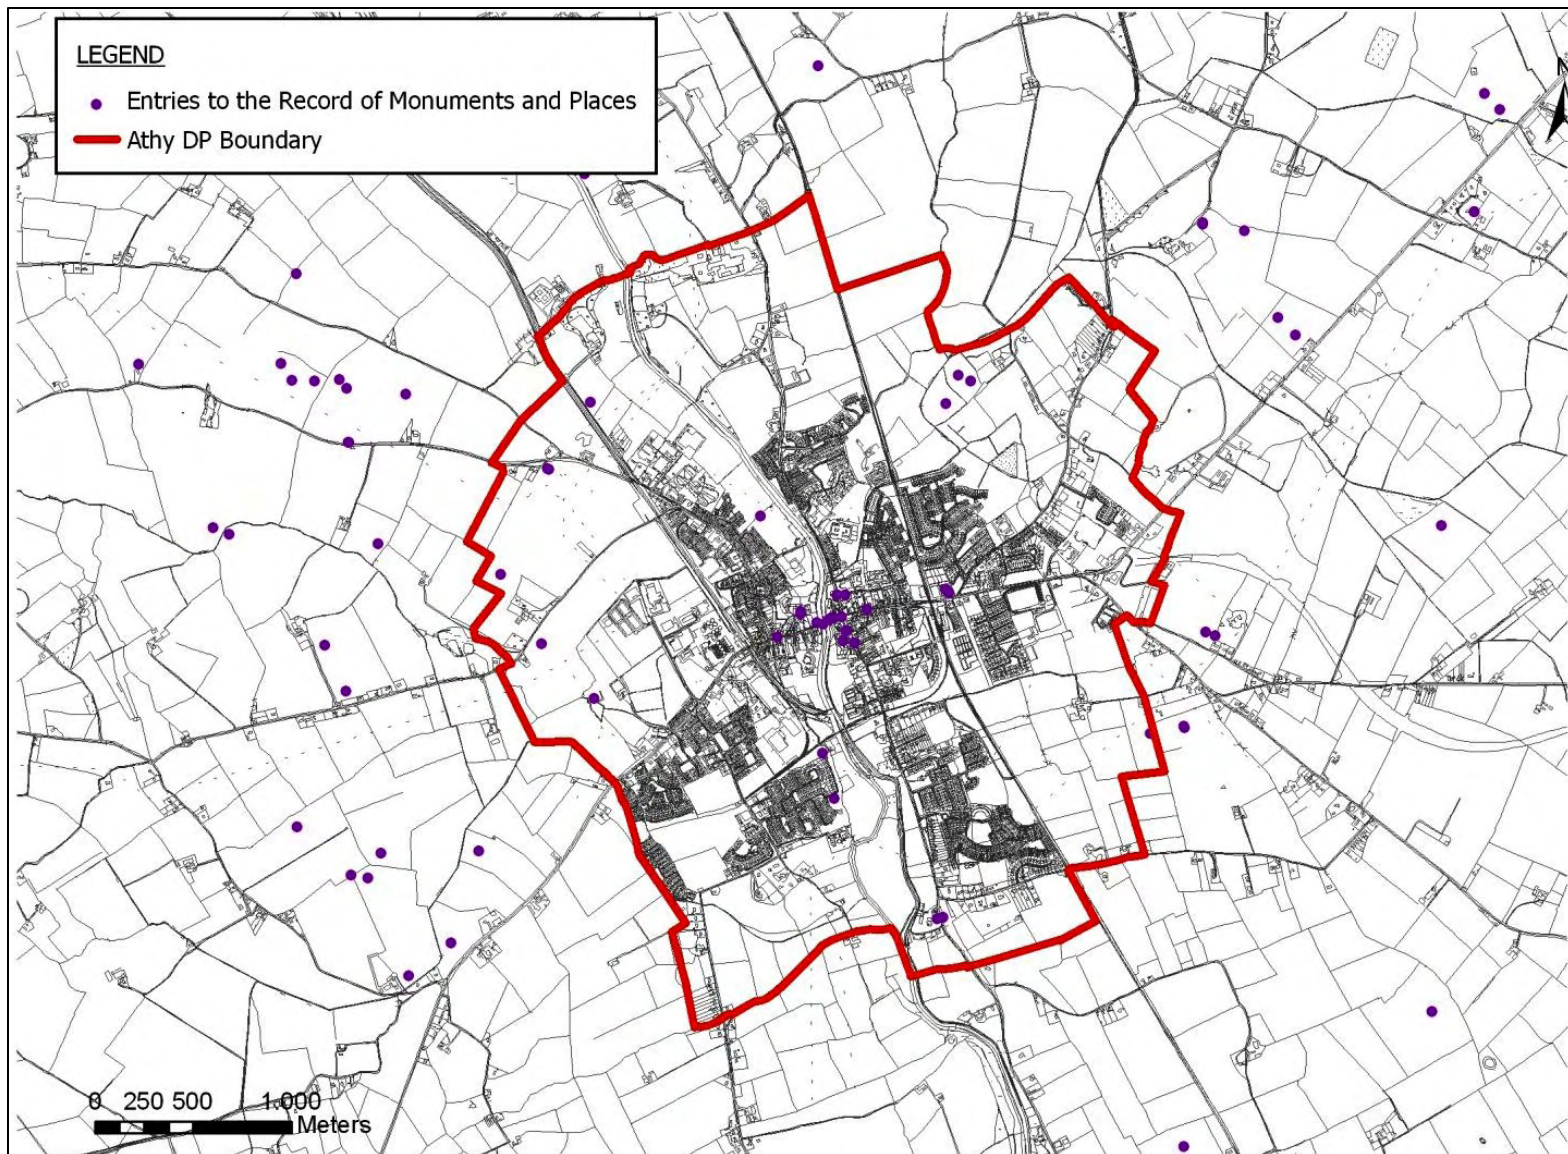 LEGEND
Entries to the Record of Monuments and Places
Athy DP Boundary
N
0 250 500 1.000
Meters